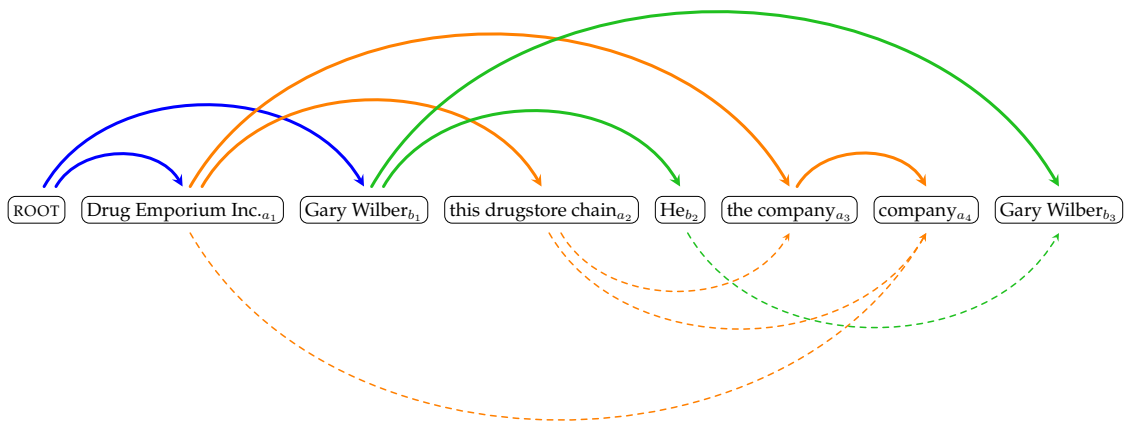 ROOT Drug Emporium Inc.a₁ Gary Wilberb₁ this drugstore chaina₂ Heb₂ the companya₃ companya₄ Gary Wilberb₃